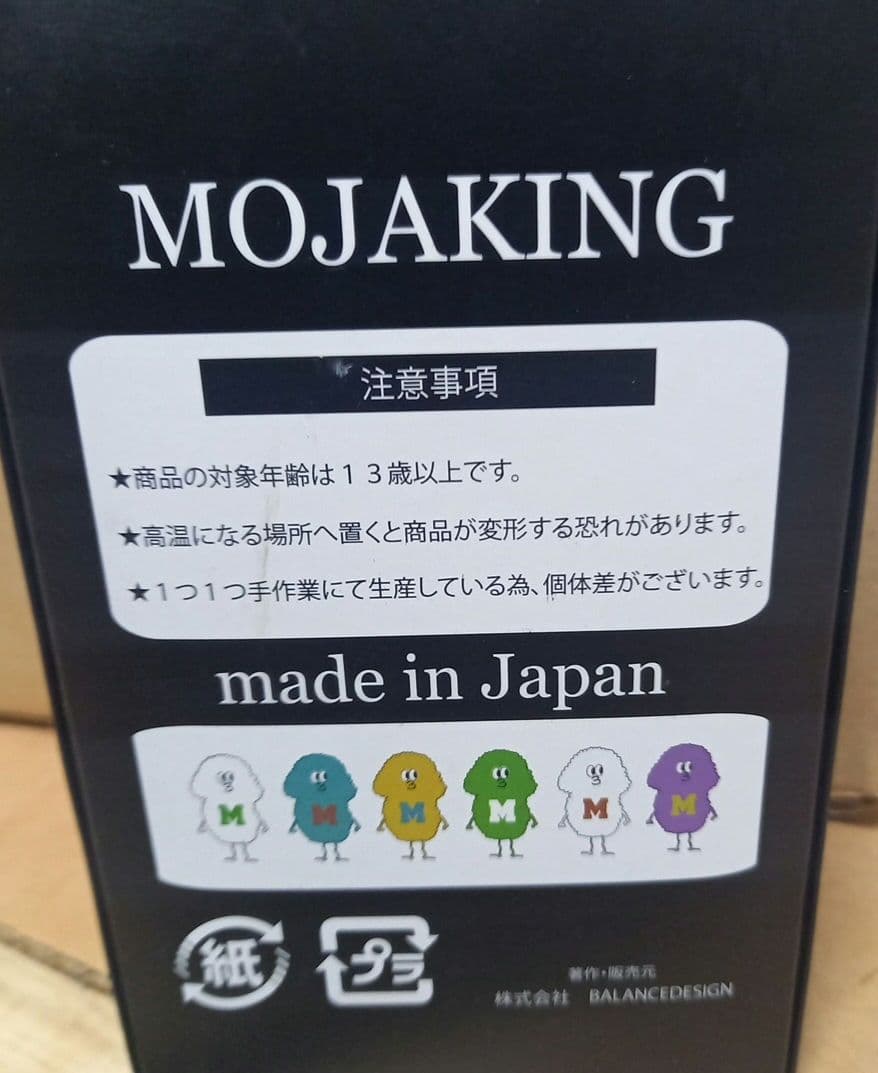 MOJAKING
注意事項
★商品の対象年齢は１３歳以上です。
★高温になる場所へ置くと商品が変形する恐れがあります。
★1つ1つ手作業にて生産している為、個体差がございます。
made in Japan
M M M M M M
紙 プラ
著作・販売元
株式会社 BALANCEDESIGN